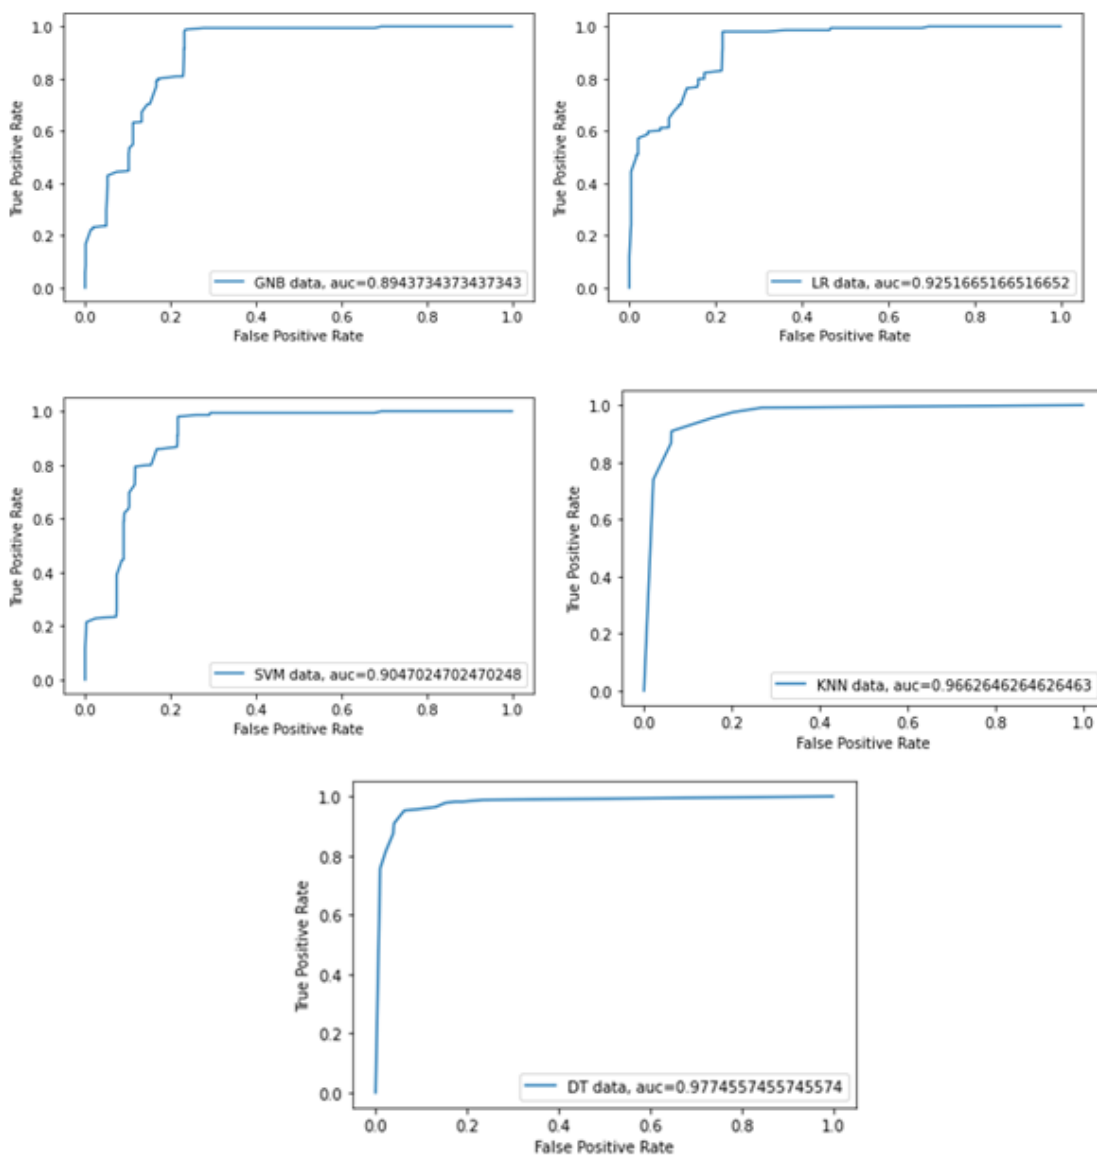 True Positive Rate
1.0
0.8
0.6
0.4
0.2
0.0
GNB data, auc=0.8943734373437343
0.0 0.2 0.4 0.6 0.8 1.0
False Positive Rate
True Positive Rate
1.0
0.8
0.6
0.4
0.2
0.0
LR data, auc=0.9251665166516652
0.0 0.2 0.4 0.6 0.8 1.0
False Positive Rate
True Positive Rate
1.0
0.8
0.6
0.4
0.2
0.0
SVM data, auc=0.9047024702470248
0.0 0.2 0.4 0.6 0.8 1.0
False Positive Rate
True Positive Rate
1.0
0.8
0.6
0.4
0.2
0.0
KNN data, auc=0.9662646264626463
0.0 0.2 0.4 0.6 0.8 1.0
False Positive Rate
True Positive Rate
1.0
0.8
0.6
0.4
0.2
0.0
DT data, auc=0.9774557455745574
0.0 0.2 0.4 0.6 0.8 1.0
False Positive Rate